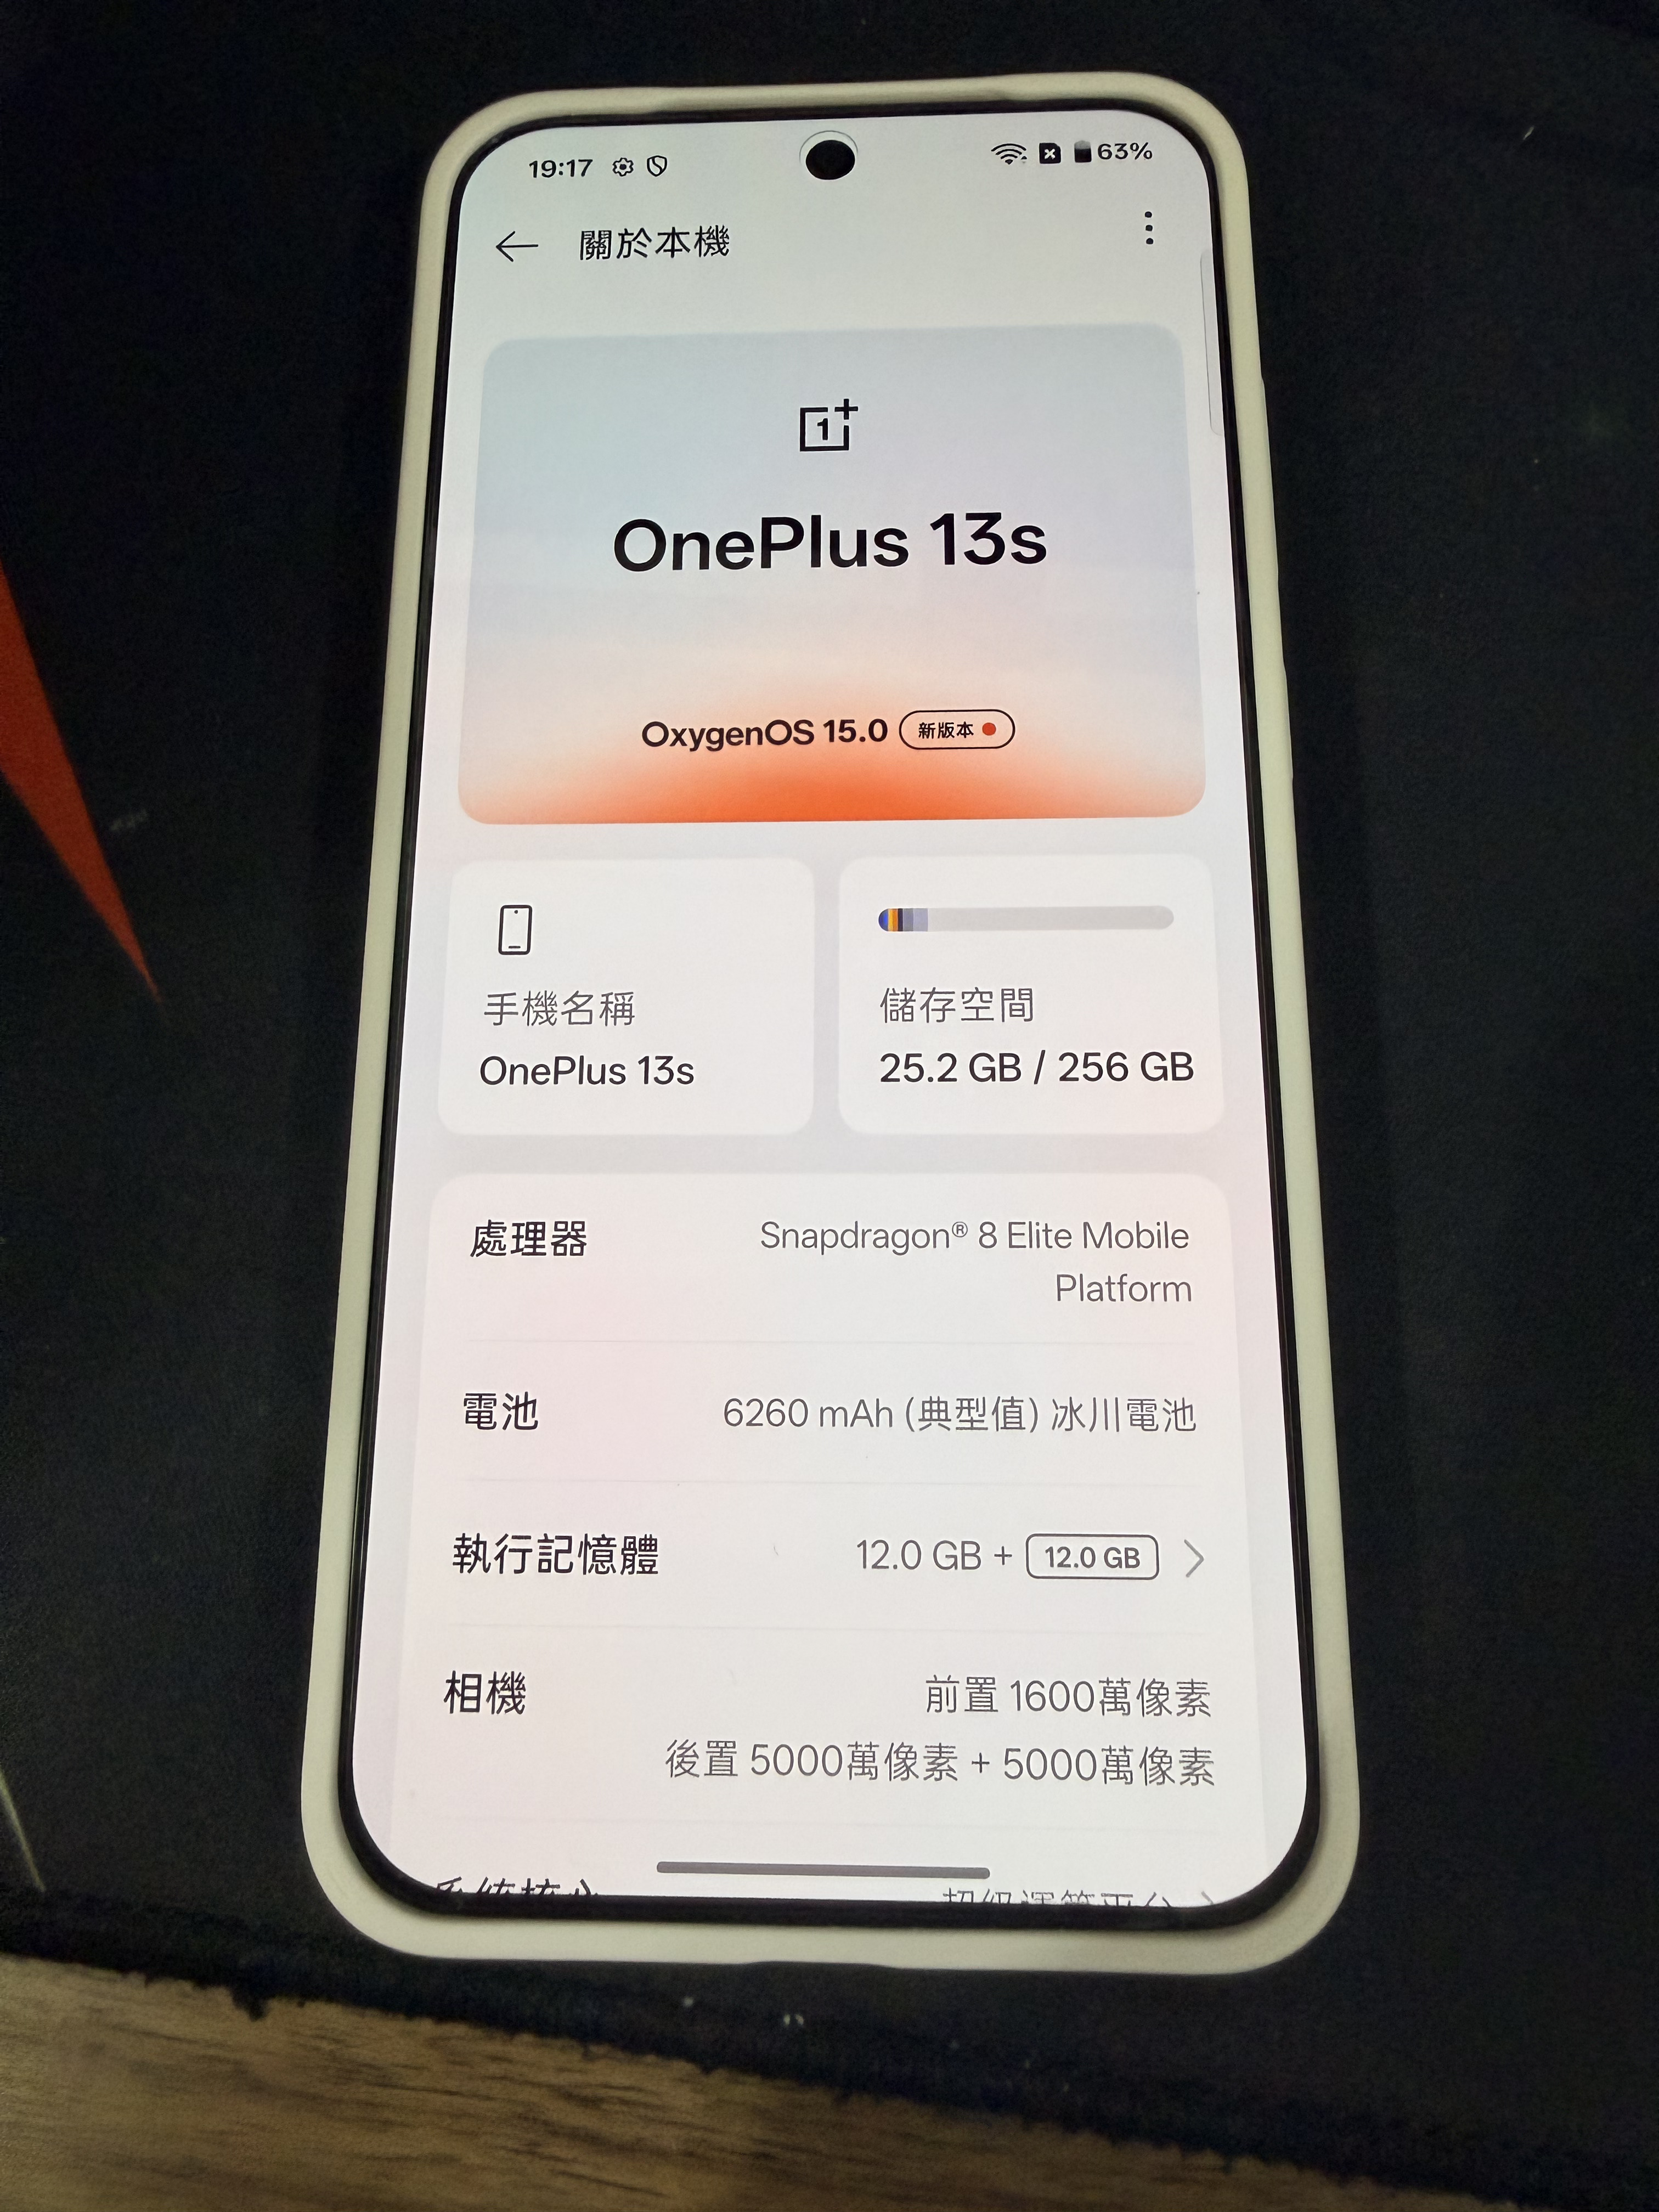 19:17 63%
關於本機
1+
OnePlus 13s
OxygenOS 15.0 新版本
手機名稱
OnePlus 13s
儲存空間
25.2 GB / 256 GB
處理器 Snapdragon® 8 Elite Mobile
Platform
電池 6260 mAh (典型值) 冰川電池
執行記憶體 12.0 GB + 12.0 GB
相機 前置 1600萬像素
後置 5000萬像素 + 5000萬像素